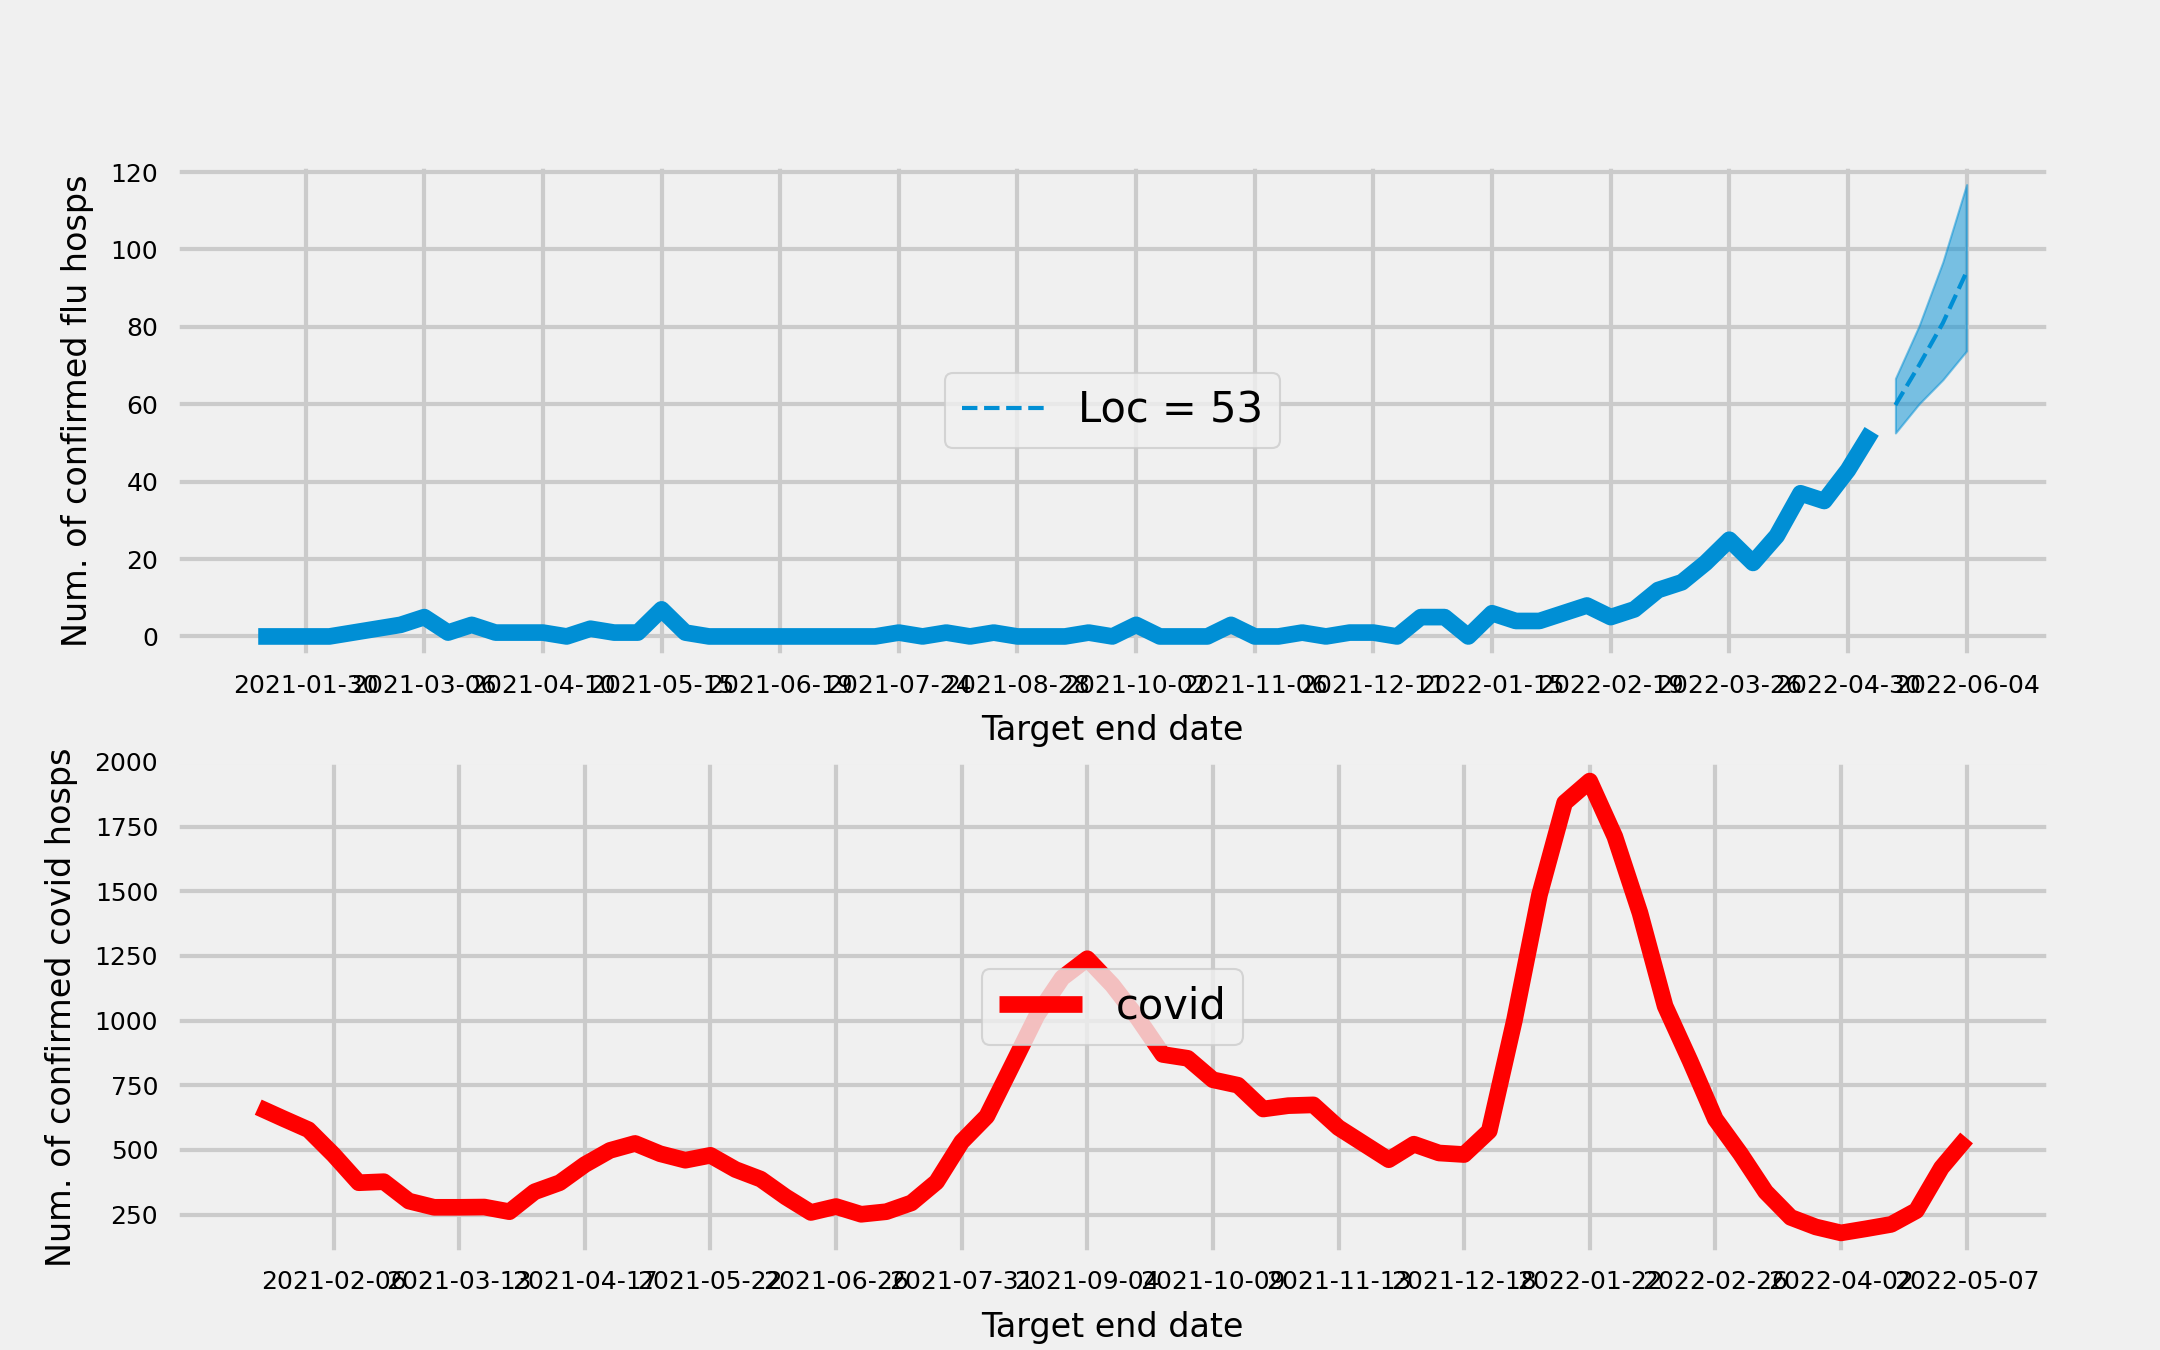 Num. of confirmed flu hosps
120
100
80
60
40
20
0
Loc = 53
2021-01-30 2021-03-06 2021-04-10 2021-05-15 2021-06-19 2021-07-24 2021-08-28 2021-10-02 2021-11-06 2021-12-11 2022-01-15 2022-02-19 2022-03-26 2022-04-30 2022-06-04
Target end date
Num. of confirmed covid hosps
2000
1750
1500
1250
1000
750
500
250
covid
2021-02-06 2021-03-13 2021-04-17 2021-05-22 2021-06-26 2021-07-31 2021-09-04 2021-10-09 2021-11-13 2021-12-18 2022-01-22 2022-02-26 2022-04-02 2022-05-07
Target end date